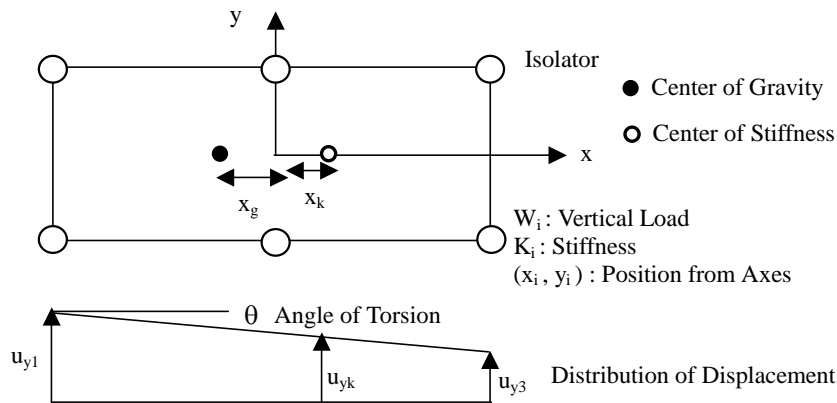 y
Isolator
Center of Gravity
Center of Stiffness
x
x_g
x_k
W_i : Vertical Load
K_i : Stiffness
(x_i , y_i) : Position from Axes
θ Angle of Torsion
u_y1
u_yk
u_y3
Distribution of Displacement